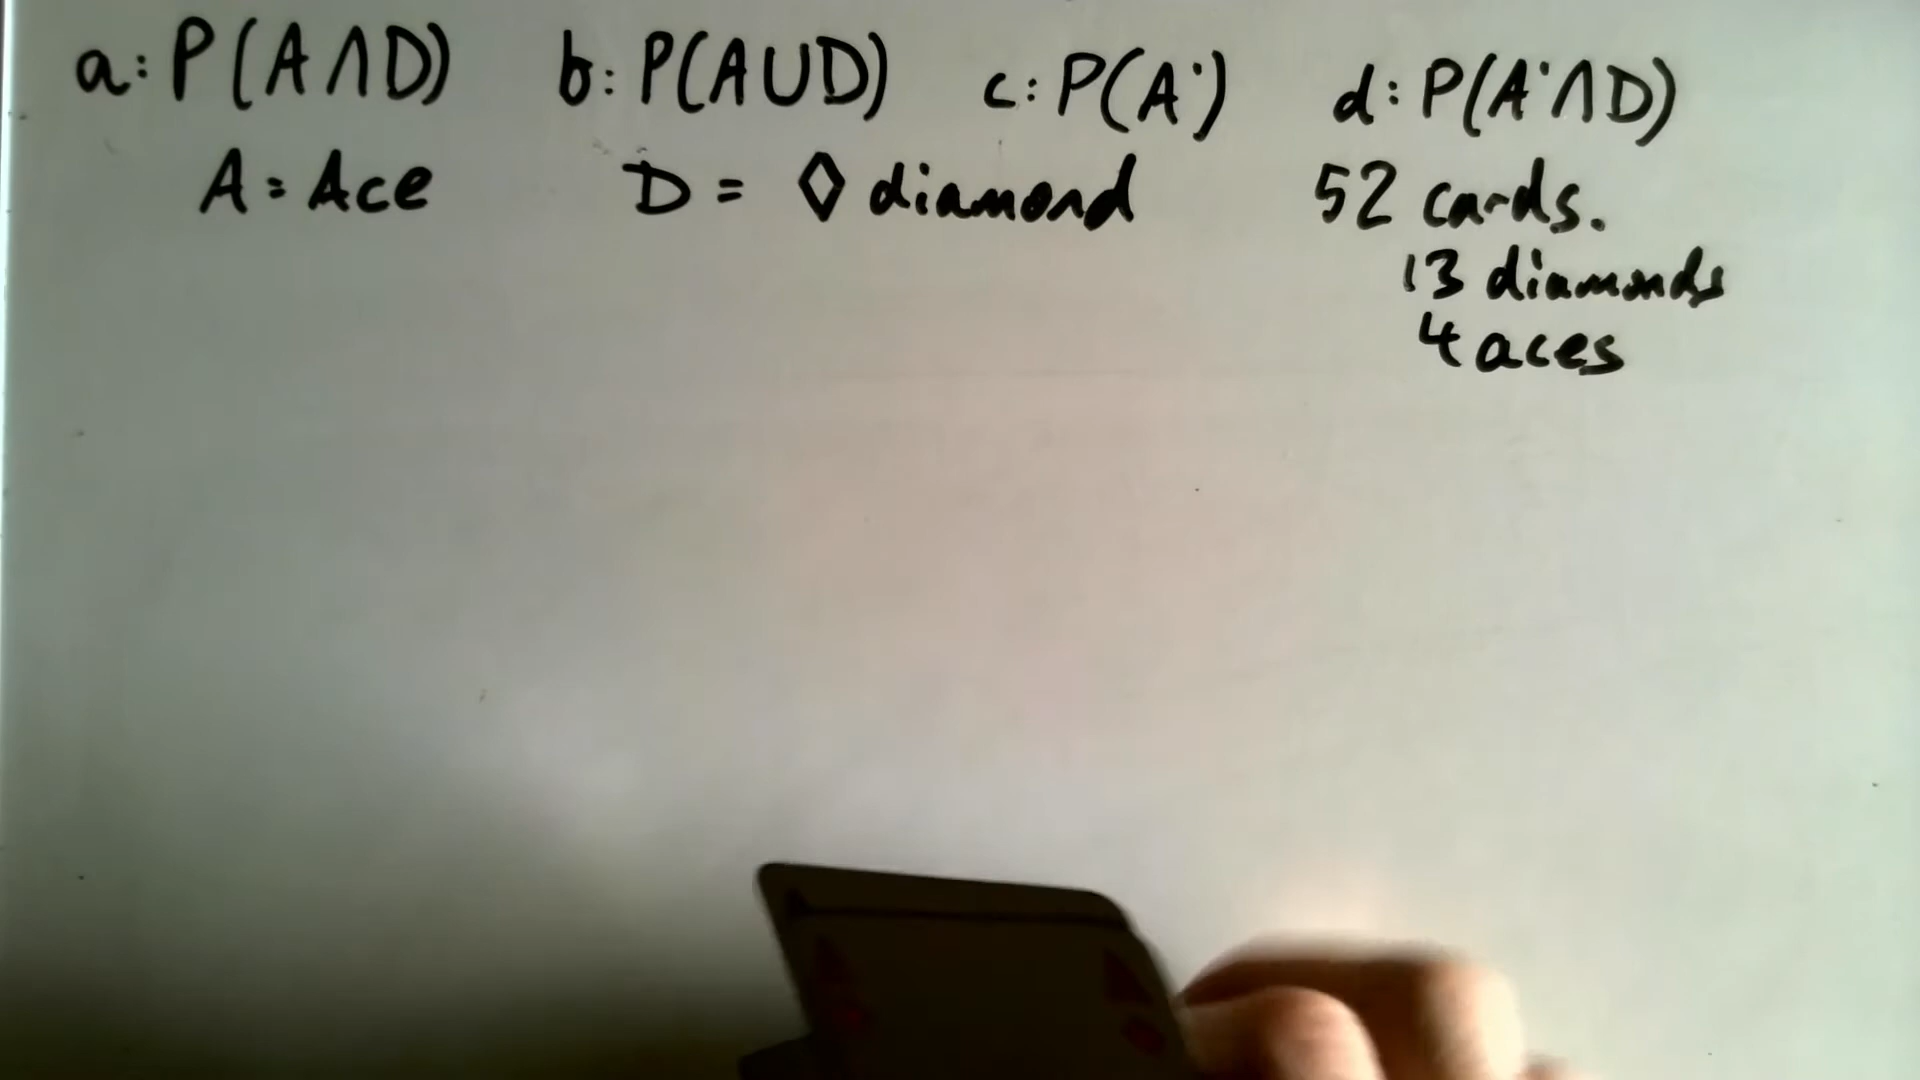 a: P(A∩D) b: P(A∪D) c: P(A') d: P(A'∩D)
A = Ace D = ◊ diamond 52 cards.
13 diamonds
4 aces